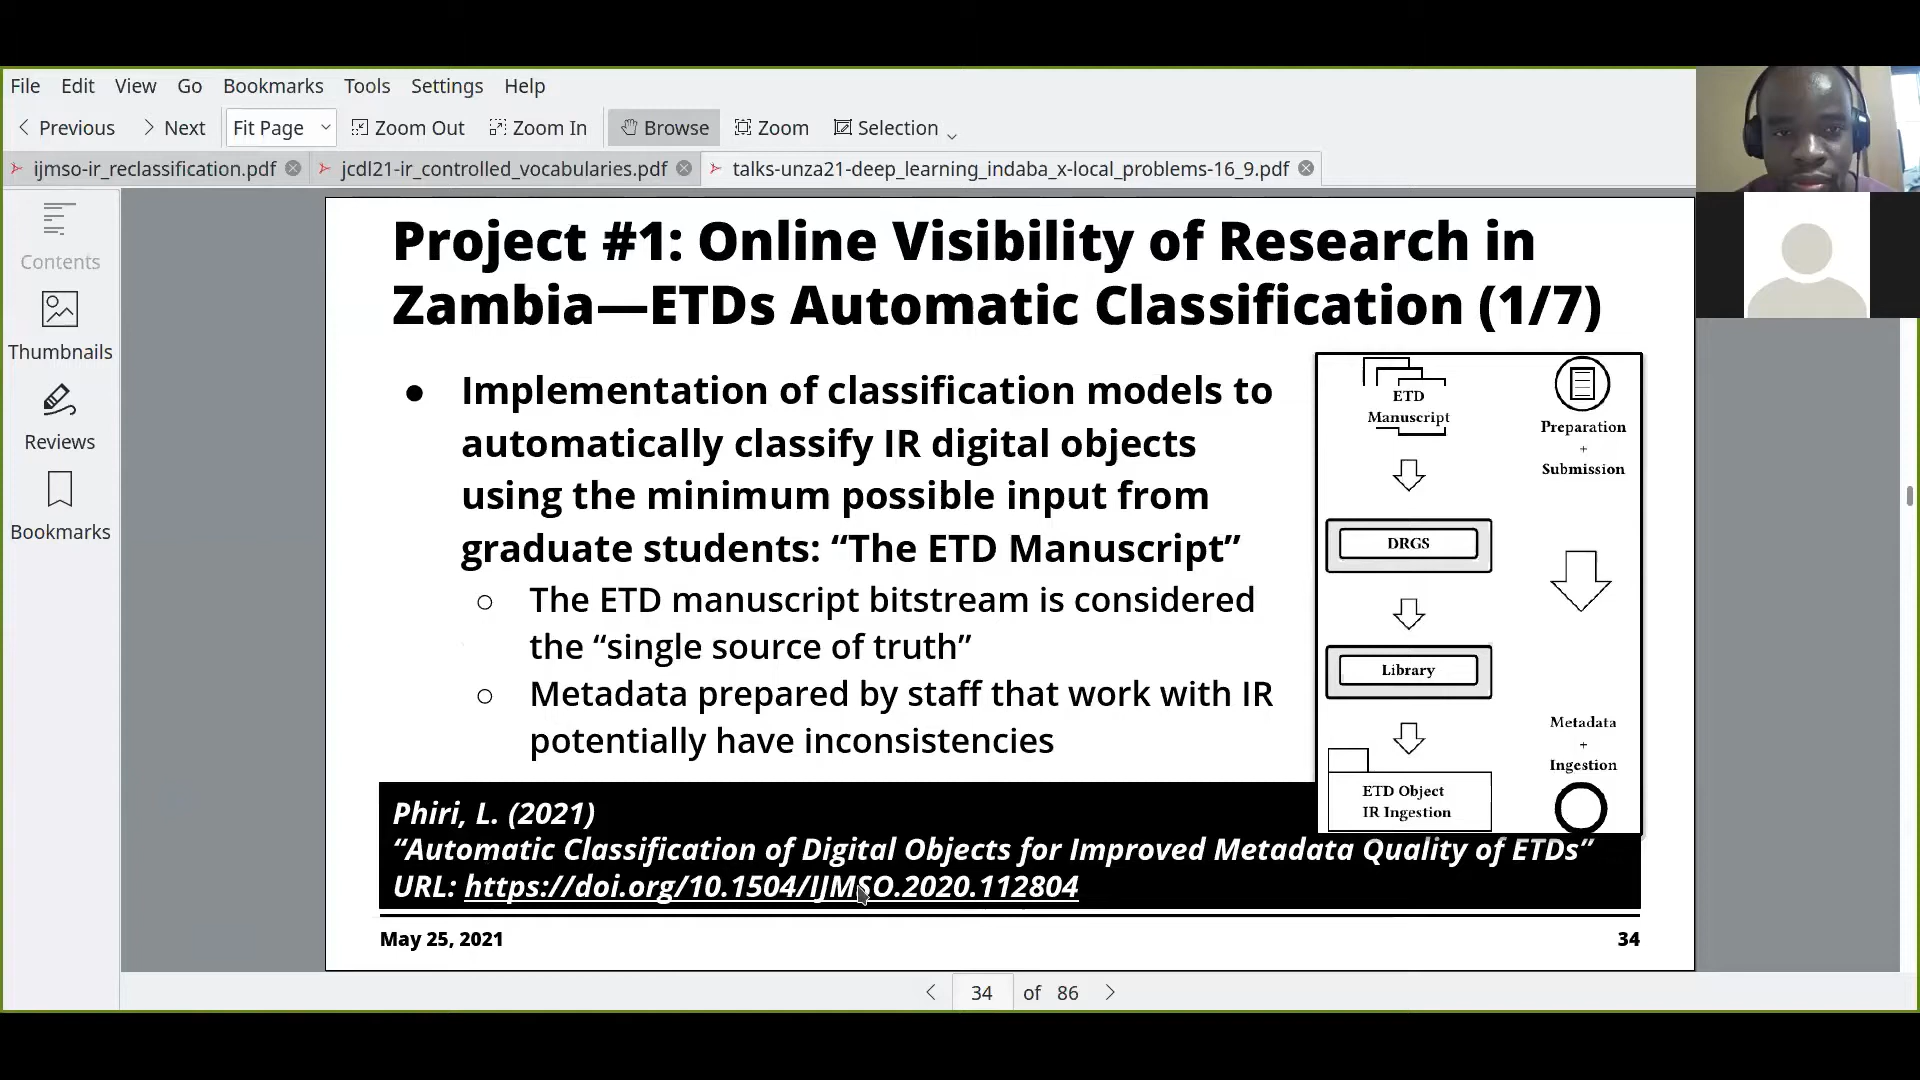 File Edit View Go Bookmarks Tools Settings Help
Previous Next Fit Page Zoom Out Zoom In Browse Zoom Selection
ijmso-ir_reclassification.pdf jcdl21-ir_controlled_vocabularies.pdf talks-unza21-deep_learning_indaba_x-local_problems-16_9.pdf
Contents
Thumbnails
Reviews
Bookmarks
Project #1: Online Visibility of Research in
Zambia—ETDs Automatic Classification (1/7)
● Implementation of classification models to
automatically classify IR digital objects
using the minimum possible input from
graduate students: “The ETD Manuscript”
○ The ETD manuscript bitstream is considered
the “single source of truth”
○ Metadata prepared by staff that work with IR
potentially have inconsistencies
ETD
Manuscript
DRGS
Library
ETD Object
IR Ingestion
Preparation
+
Submission
Metadata
+
Ingestion
Phiri, L. (2021)
“Automatic Classification of Digital Objects for Improved Metadata Quality of ETDs”
URL: https://doi.org/10.1504/IJMSO.2020.112804
May 25, 2021 34
34 of 86